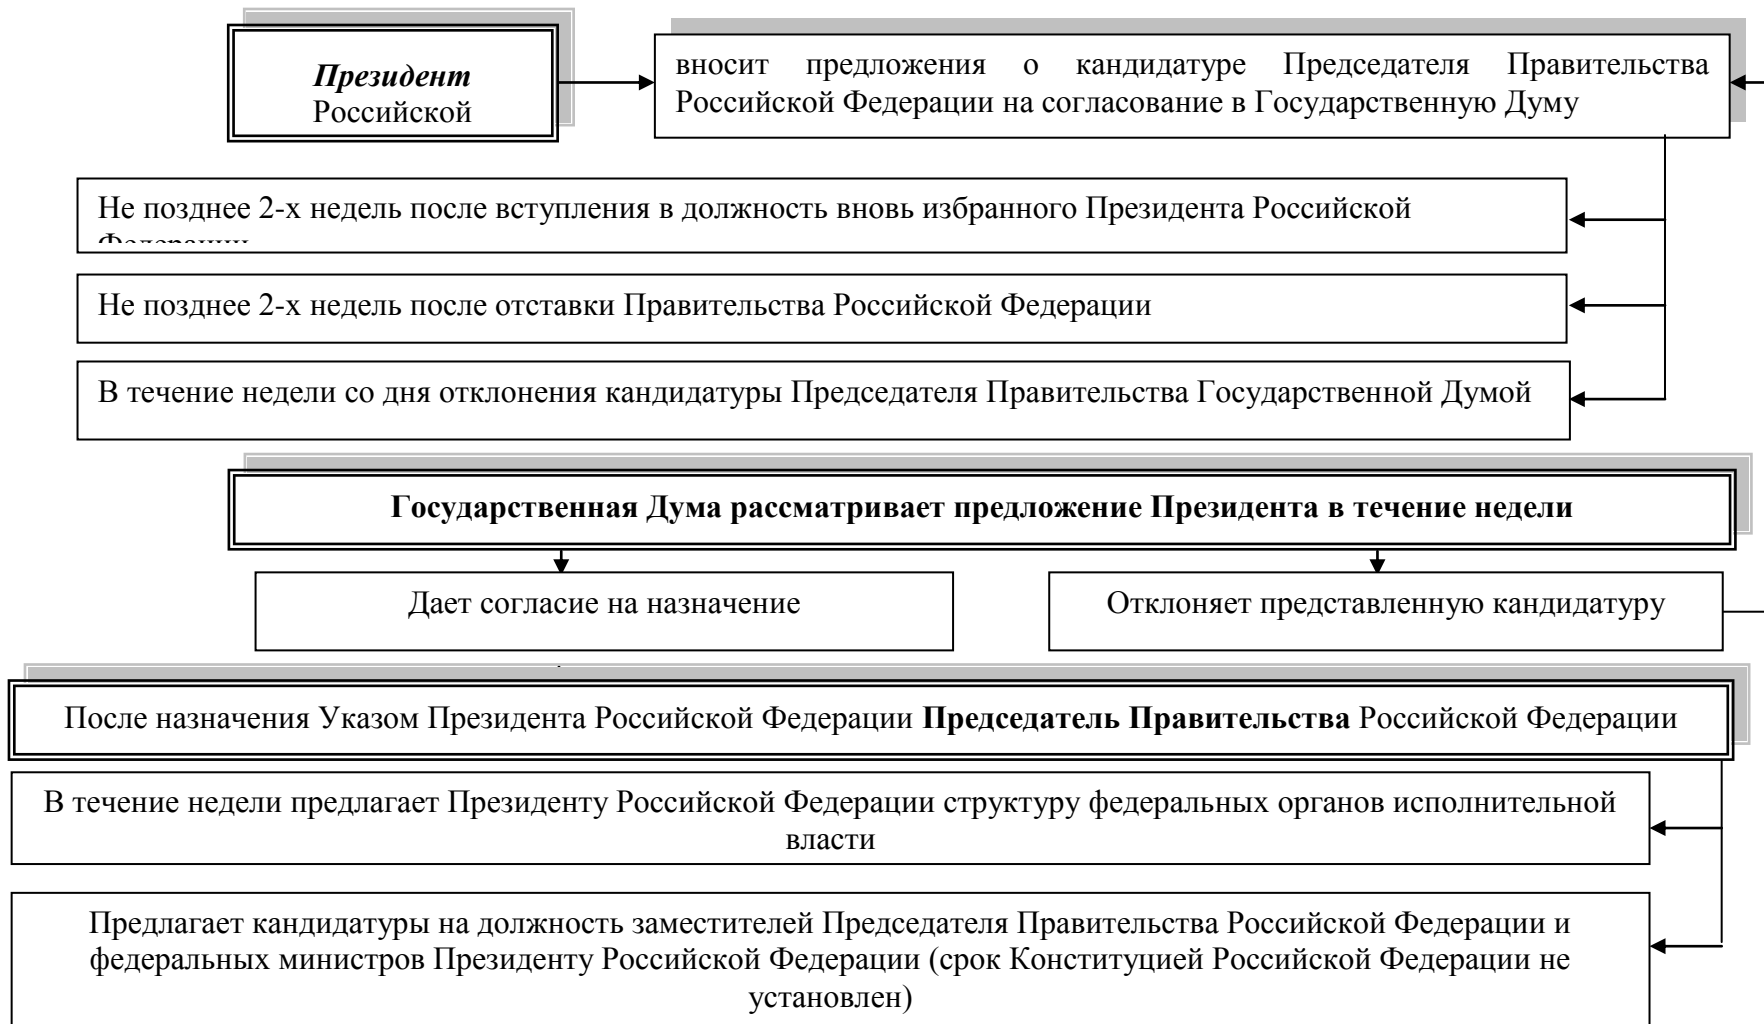 Президент
Российской
вносит предложения о кандидатуре Председателя Правительства
Российской Федерации на согласование в Государственную Думу
Не позднее 2-х недель после вступления в должность вновь избранного Президента Российской
Федерации
Не позднее 2-х недель после отставки Правительства Российской Федерации
В течение недели со дня отклонения кандидатуры Председателя Правительства Государственной Думой
Государственная Дума рассматривает предложение Президента в течение недели
Дает согласие на назначение
Отклоняет представленную кандидатуру
После назначения Указом Президента Российской Федерации Председатель Правительства Российской Федерации
В течение недели предлагает Президенту Российской Федерации структуру федеральных органов исполнительной
власти
Предлагает кандидатуры на должность заместителей Председателя Правительства Российской Федерации и
федеральных министров Президенту Российской Федерации (срок Конституцией Российской Федерации не
установлен)